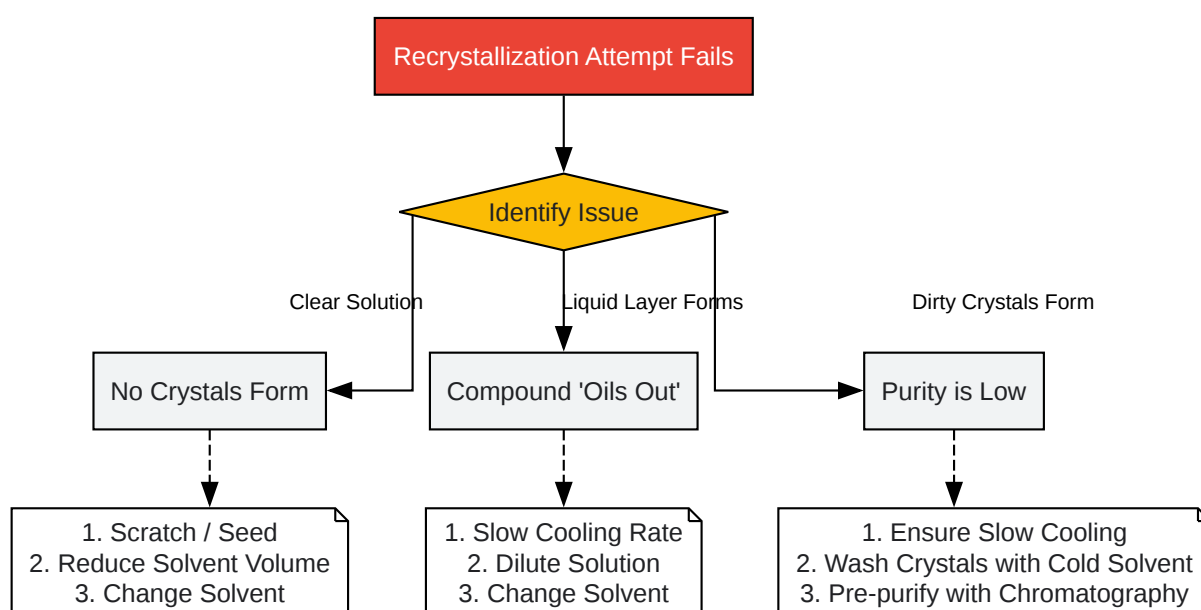 Recrystallization Attempt Fails
Identify Issue
Clear Solution
Liquid Layer Forms
Dirty Crystals Form
No Crystals Form
Compound 'Oils Out'
Purity is Low
1. Scratch / Seed
2. Reduce Solvent Volume
3. Change Solvent
1. Slow Cooling Rate
2. Dilute Solution
3. Change Solvent
1. Ensure Slow Cooling
2. Wash Crystals with Cold Solvent
3. Pre-purify with Chromatography